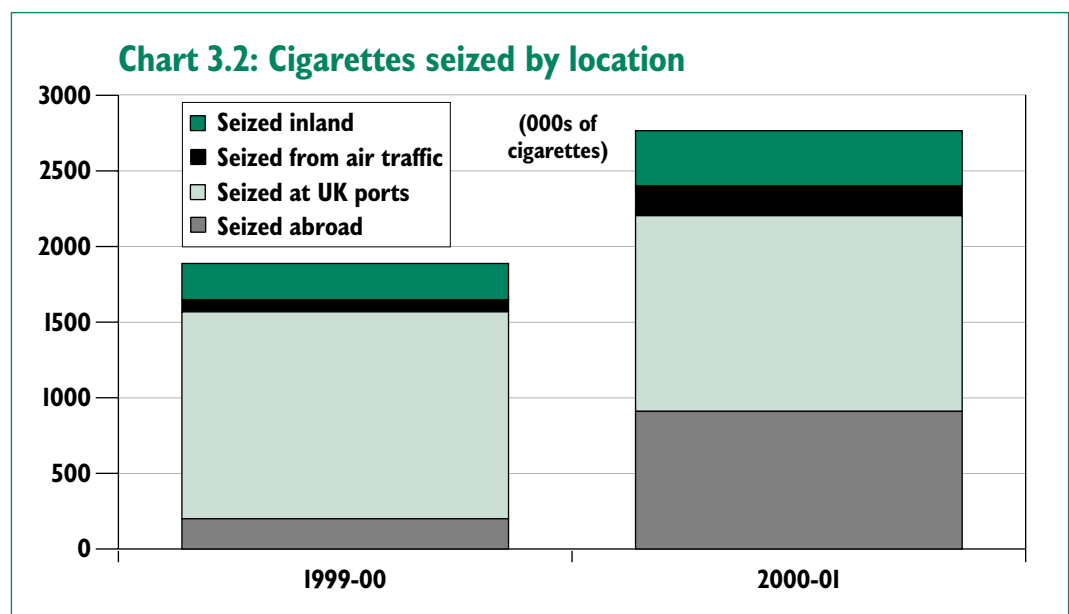 Chart 3.2: Cigarettes seized by location
3000
2500
2000
1500
1000
500
0
Seized inland
Seized from air traffic
Seized at UK ports
Seized abroad
(000s of
cigarettes)
1999-00
2000-01